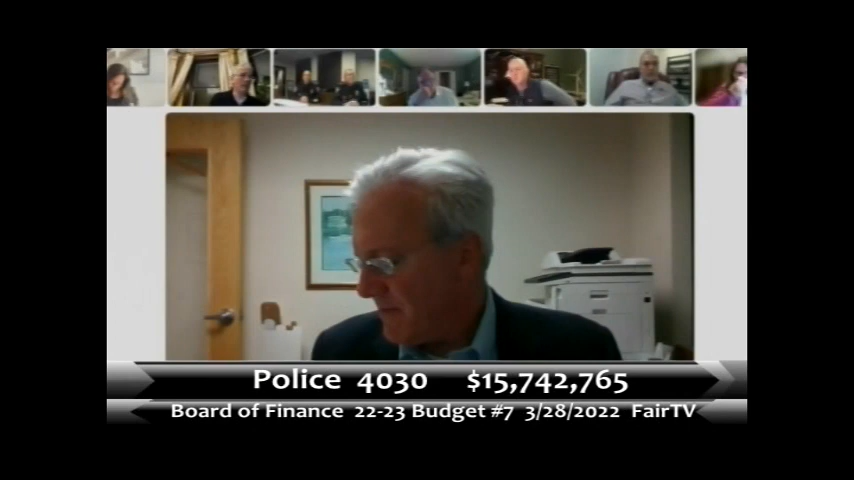 Police 4030 $15,742,765
Board of Finance 22-23 Budget #7 3/28/2022 FairTV